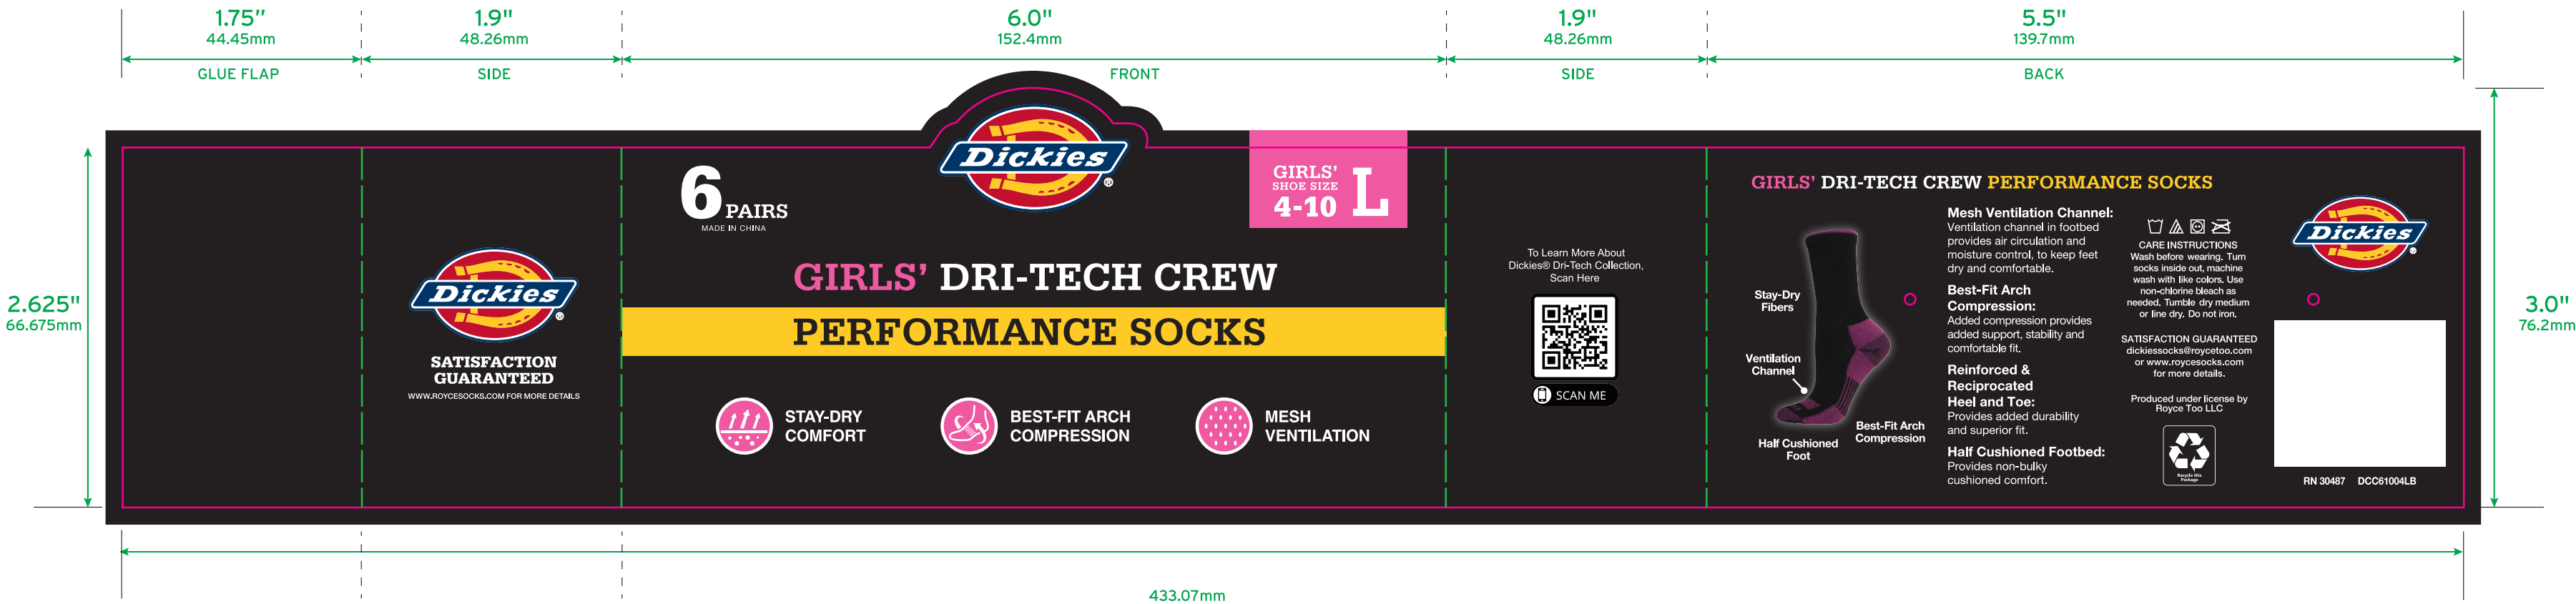 1.75"
44.45mm
GLUE FLAP
1.9"
48.26mm
SIDE
6.0"
152.4mm
FRONT
1.9"
48.26mm
SIDE
5.5"
139.7mm
BACK
2.625"
66.675mm
Dickies®
SATISFACTION
GUARANTEED
WWW.ROYCESOCKS.COM FOR MORE DETAILS
6 PAIRS
MADE IN CHINA
Dickies®
GIRLS'
SHOE SIZE
4-10
L
GIRLS' DRI-TECH CREW
PERFORMANCE SOCKS
STAY-DRY
COMFORT
BEST-FIT ARCH
COMPRESSION
MESH
VENTILATION
To Learn More About
Dickies® Dri-Tech Collection,
Scan Here
SCAN ME
GIRLS' DRI-TECH CREW PERFORMANCE SOCKS
Stay-Dry
Fibers
Ventilation
Channel
Half Cushioned
Foot
Best-Fit Arch
Compression
Mesh Ventilation Channel:
Ventilation channel in footbed
provides air circulation and
moisture control, to keep feet
dry and comfortable.
Best-Fit Arch
Compression:
Added compression provides
added support, stability and
comfortable fit.
Reinforced &
Reciprocated
Heel and Toe:
Provides added durability
and superior fit.
Half Cushioned Footbed:
Provides non-bulky
cushioned comfort.
CARE INSTRUCTIONS
Wash before wearing. Turn
socks inside out, machine
wash with like colors. Use
non-chlorine bleach as
needed. Tumble dry medium
or line dry. Do not iron.
SATISFACTION GUARANTEED
dickiessocks@roycetoo.com
or www.roycesocks.com
for more details.
Produced under license by
Royce Too LLC
Recycle this
Package
Dickies®
RN 30487 DCC61004LB
3.0"
76.2mm
433.07mm